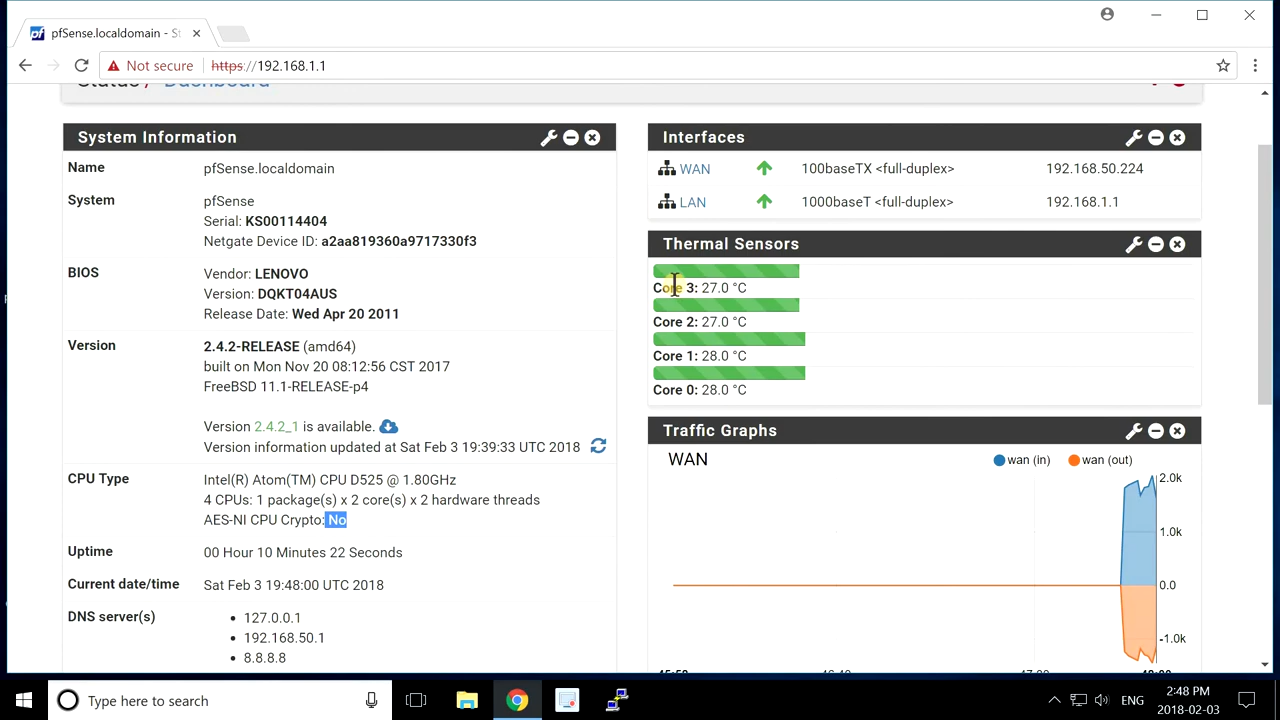 pfSense.localdomain - St
Not secure
https://192.168.1.1
Status / Dashboard
System Information
Name
pfSense.localdomain
System
pfSense
Serial: KS00114404
Netgate Device ID: a2aa819360a9717330f3
BIOS
Vendor: LENOVO
Version: DQKT04AUS
Release Date: Wed Apr 20 2011
Version
2.4.2-RELEASE (amd64)
built on Mon Nov 20 08:12:56 CST 2017
FreeBSD 11.1-RELEASE-p4
Version 2.4.2_1 is available.
Version information updated at Sat Feb 3 19:39:33 UTC 2018
CPU Type
Intel(R) Atom(TM) CPU D525 @ 1.80GHz
4 CPUs: 1 package(s) x 2 core(s) x 2 hardware threads
AES-NI CPU Crypto: No
Uptime
00 Hour 10 Minutes 22 Seconds
Current date/time
Sat Feb 3 19:48:00 UTC 2018
DNS server(s)
127.0.0.1
192.168.50.1
8.8.8.8
Interfaces
WAN 100baseTX <full-duplex> 192.168.50.224
LAN 1000baseT <full-duplex> 192.168.1.1
Thermal Sensors
Core 3: 27.0 °C
Core 2: 27.0 °C
Core 1: 28.0 °C
Core 0: 28.0 °C
Traffic Graphs
WAN
wan (in) wan (out)
2.0k
1.0k
0.0
-1.0k
Type here to search
ENG
2:48 PM
2018-02-03